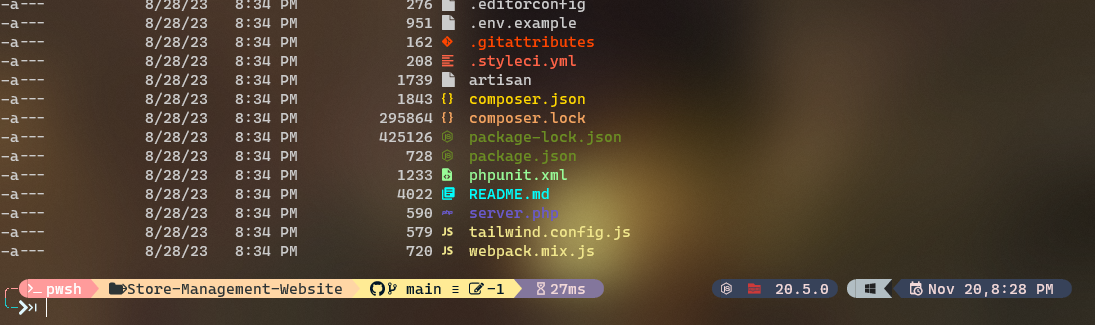 -a--- 8/28/23 8:34 PM 276 .editorconfig
-a--- 8/28/23 8:34 PM 951 .env.example
-a--- 8/28/23 8:34 PM 162 .gitattributes
-a--- 8/28/23 8:34 PM 208 .styleci.yml
-a--- 8/28/23 8:34 PM 1739 artisan
-a--- 8/28/23 8:34 PM 1843 {} composer.json
-a--- 8/28/23 8:34 PM 295864 {} composer.lock
-a--- 8/28/23 8:34 PM 425126 package-lock.json
-a--- 8/28/23 8:34 PM 728 package.json
-a--- 8/28/23 8:34 PM 1233 phpunit.xml
-a--- 8/28/23 8:34 PM 4022 README.md
-a--- 8/28/23 8:34 PM 590 php server.php
-a--- 8/28/23 8:34 PM 579 JS tailwind.config.js
-a--- 8/28/23 8:34 PM 720 JS webpack.mix.js
pwsh Store-Management-Website main ≡ ~1 27ms 20.5.0 Nov 20,8:28 PM